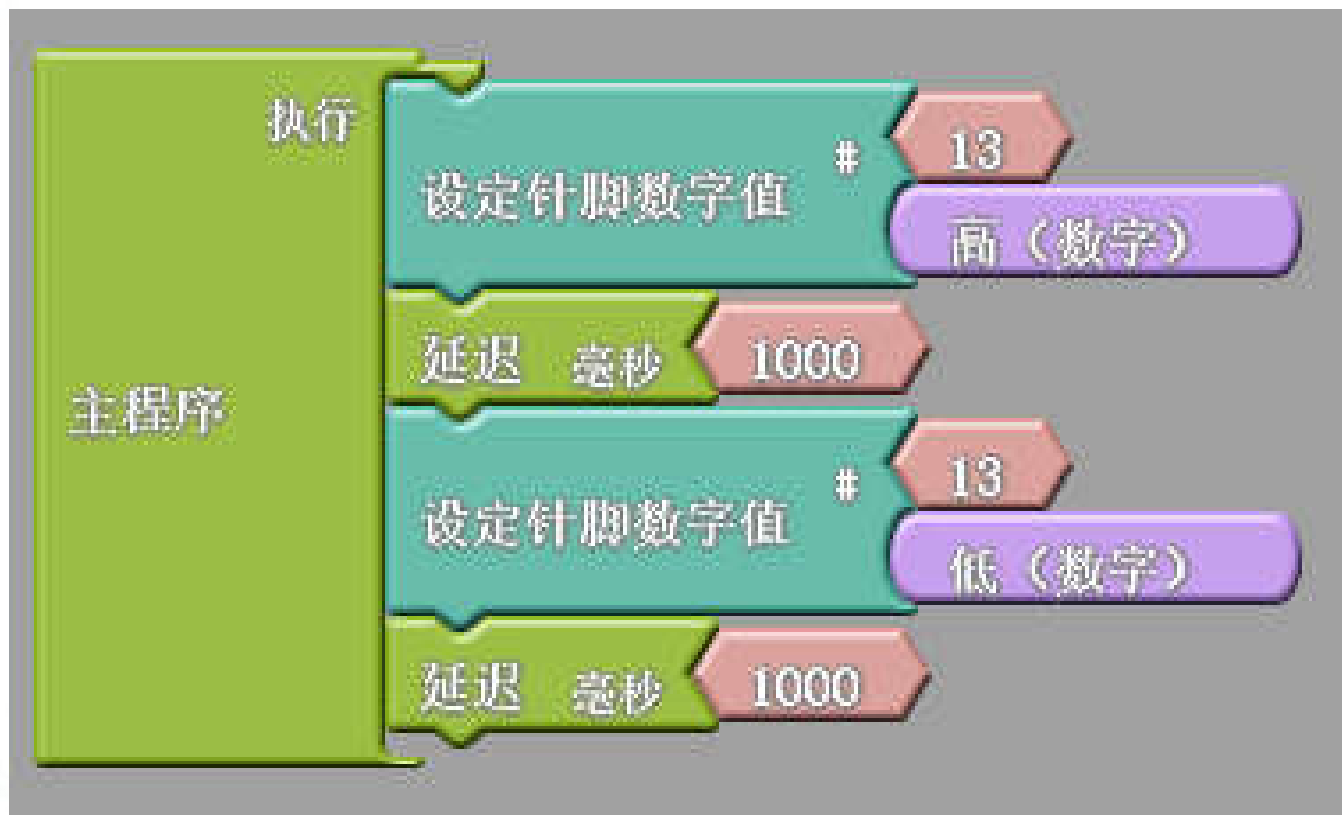 执行
设定针脚数字值 # 13
高（数字）
延迟 毫秒 1000
主程序
设定针脚数字值 # 13
低（数字）
延迟 毫秒 1000